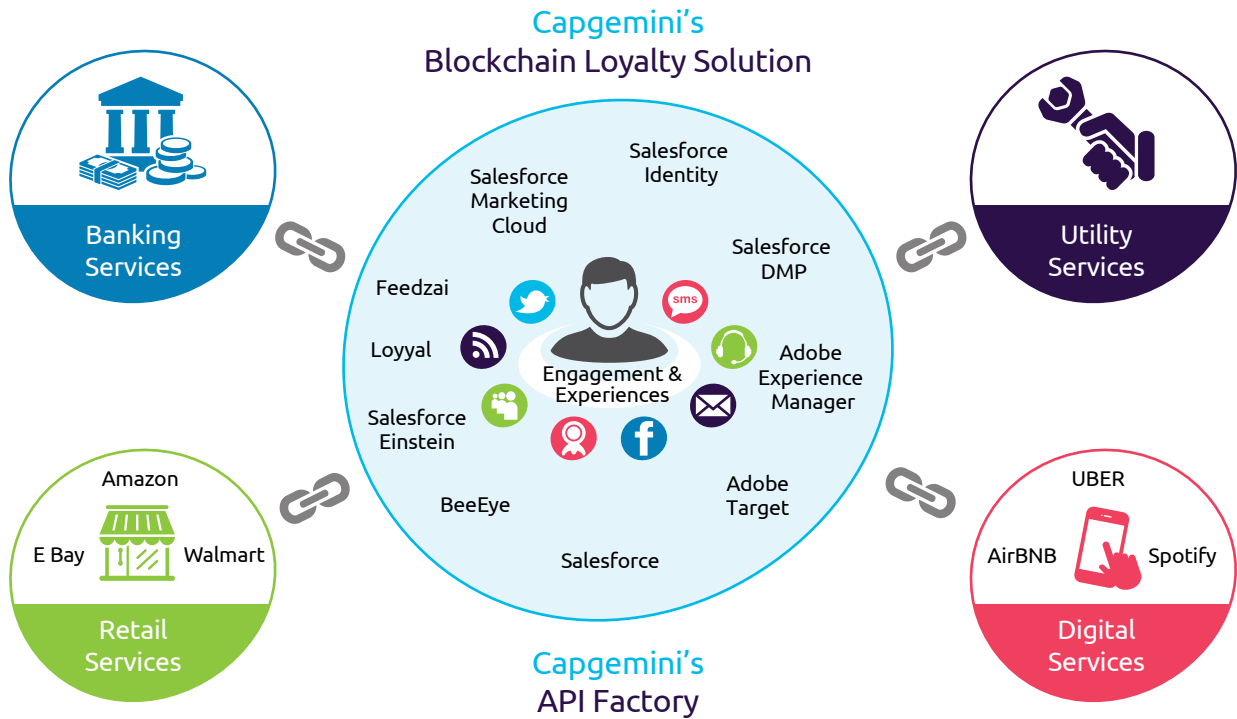 Capgemini's
Blockchain Loyalty Solution
Banking
Services
Utility
Services
Salesforce
Identity
Salesforce
Marketing
Cloud
Salesforce
DMP
Feedzai
sms
Loyyal
Adobe
Experience
Manager
Engagement &
Experiences
Salesforce
Einstein
BeeEye
Adobe
Target
Salesforce
Amazon
E Bay
Walmart
Retail
Services
UBER
AirBNB
Spotify
Digital
Services
Capgemini's
API Factory